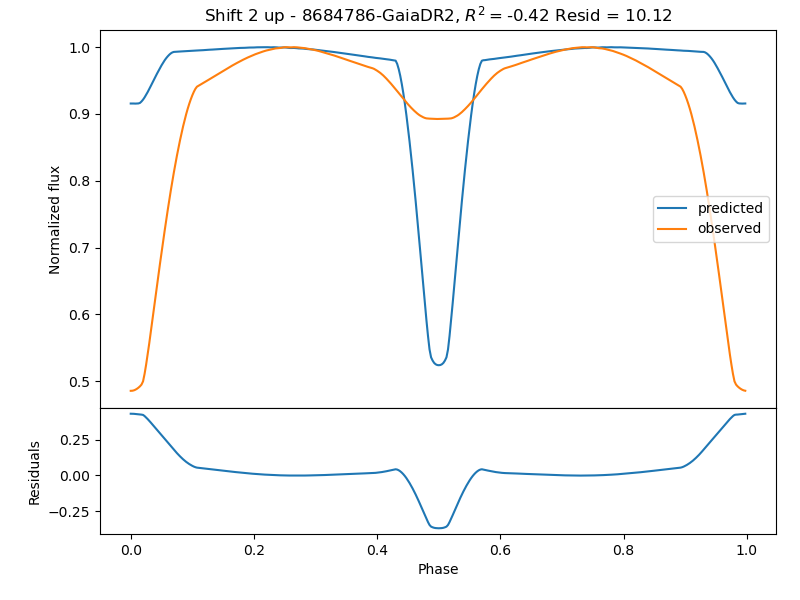 Shift 2 up - 8684786-GaiaDR2, R² = -0.42 Resid = 10.12
1.0
0.9
0.8
0.7
0.6
0.5
Normalized flux
predicted
observed
0.25
0.00
−0.25
Residuals
0.0 0.2 0.4 0.6 0.8 1.0
Phase